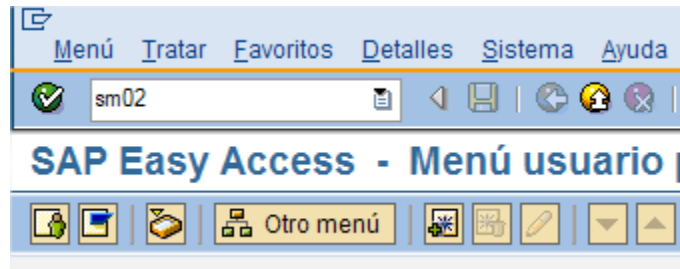 Menú Tratar Favoritos Detalles Sistema Ayuda
sm02
SAP Easy Access - Menú usuario
Otro menú